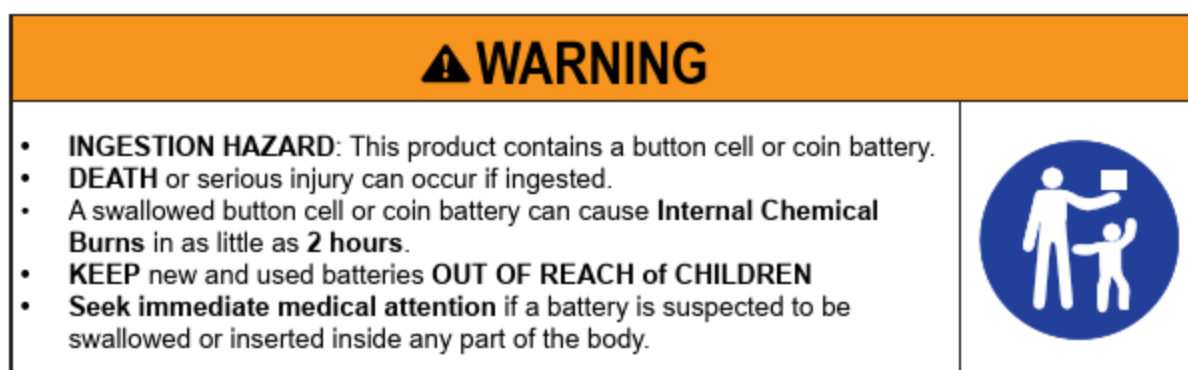 WARNING
• INGESTION HAZARD: This product contains a button cell or coin battery.
• DEATH or serious injury can occur if ingested.
• A swallowed button cell or coin battery can cause Internal Chemical
Burns in as little as 2 hours.
• KEEP new and used batteries OUT OF REACH of CHILDREN
• Seek immediate medical attention if a battery is suspected to be
swallowed or inserted inside any part of the body.